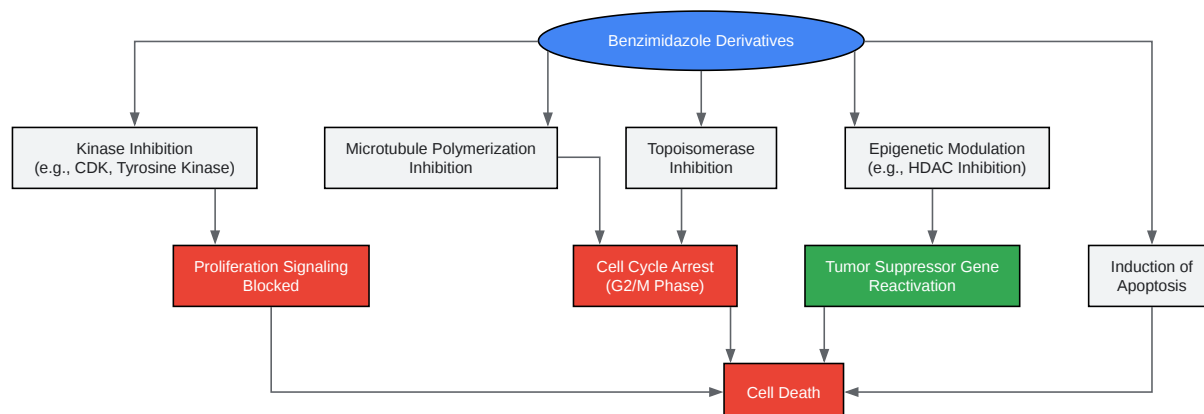 Benzimidazole Derivatives
Kinase Inhibition
(e.g., CDK, Tyrosine Kinase)
Microtubule Polymerization
Inhibition
Topoisomerase
Inhibition
Epigenetic Modulation
(e.g., HDAC Inhibition)
Proliferation Signaling
Blocked
Cell Cycle Arrest
(G2/M Phase)
Tumor Suppressor Gene
Reactivation
Induction of
Apoptosis
Cell Death